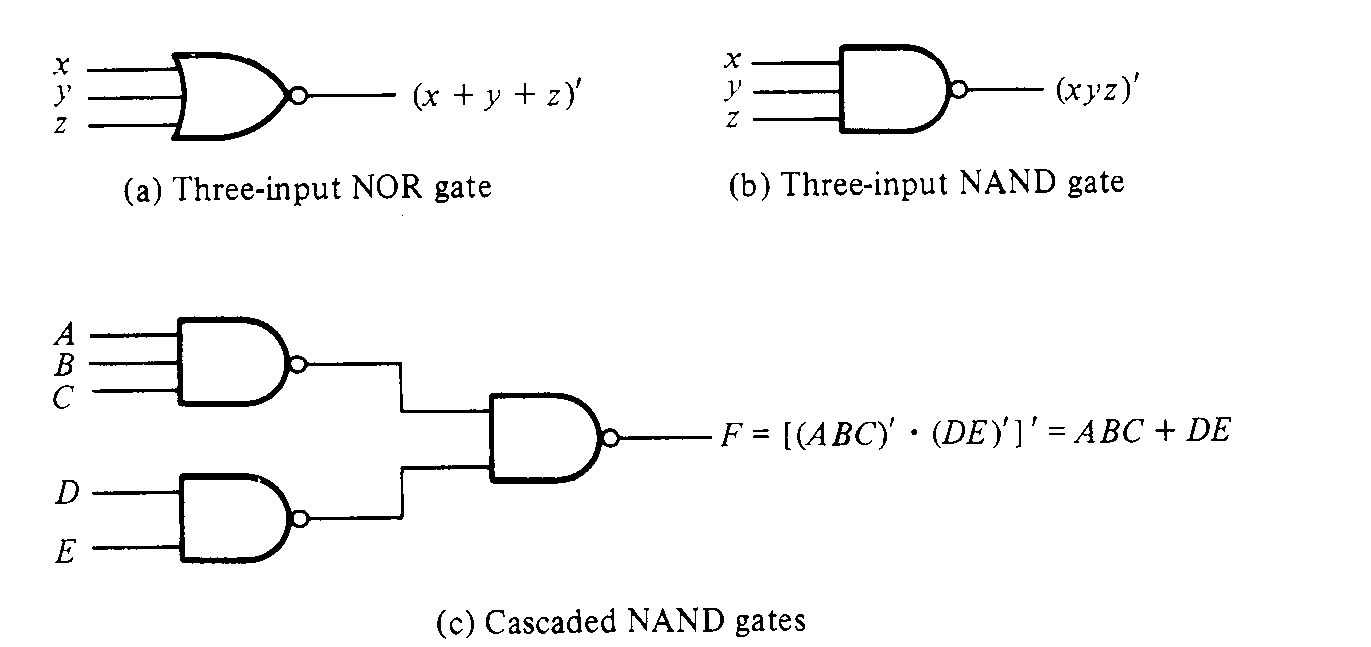 x
y
z
(x + y + z)′
(a) Three-input NOR gate
x
y
z
(xyz)′
(b) Three-input NAND gate
A
B
C
D
E
F = [(ABC)′ · (DE)′]′ = ABC + DE
(c) Cascaded NAND gates